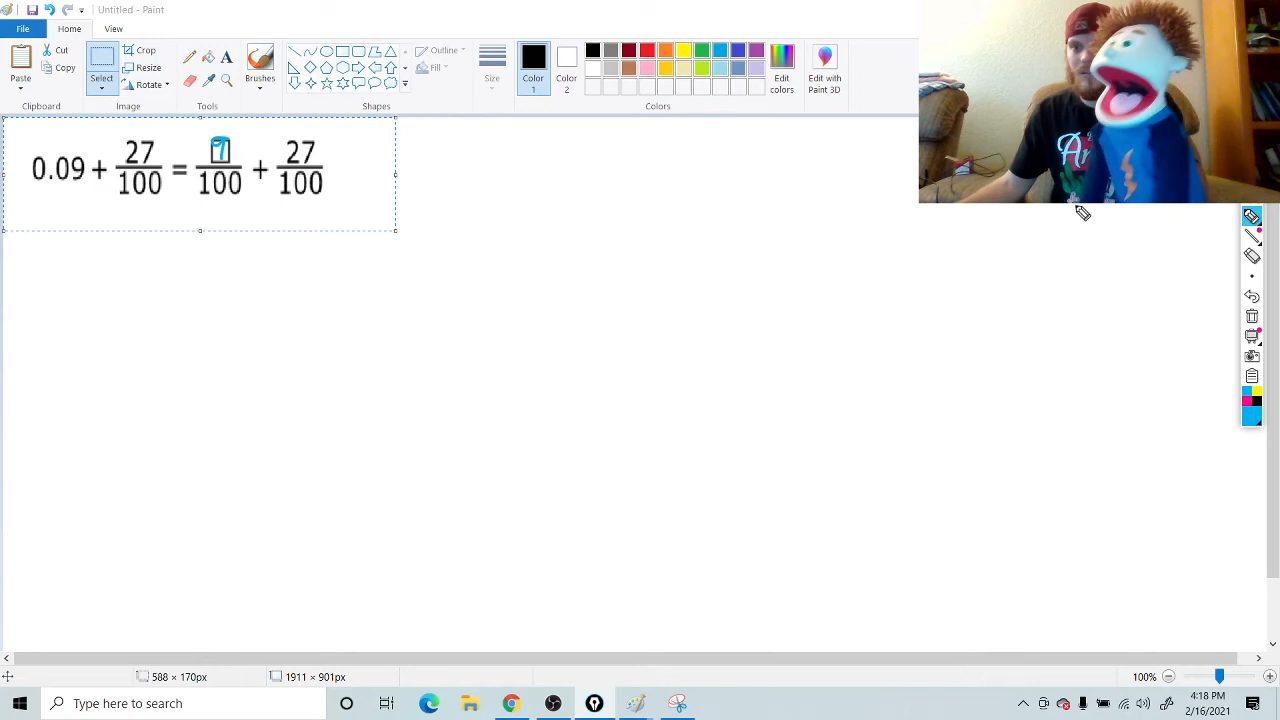 Untitled - Paint
File Home View
Paste
Cut
Copy
Clipboard
Select
Crop
Resize
Rotate
Image
A
Tools
Brushes
Outline
Fill
Shapes
Size
Color 1
Color 2
Edit colors
Colors
Edit with Paint 3D
0.09 + 27/100 = 9/100 + 27/100
588 × 170px
1911 × 901px
100%
Type here to search
4:18 PM
2/16/2021